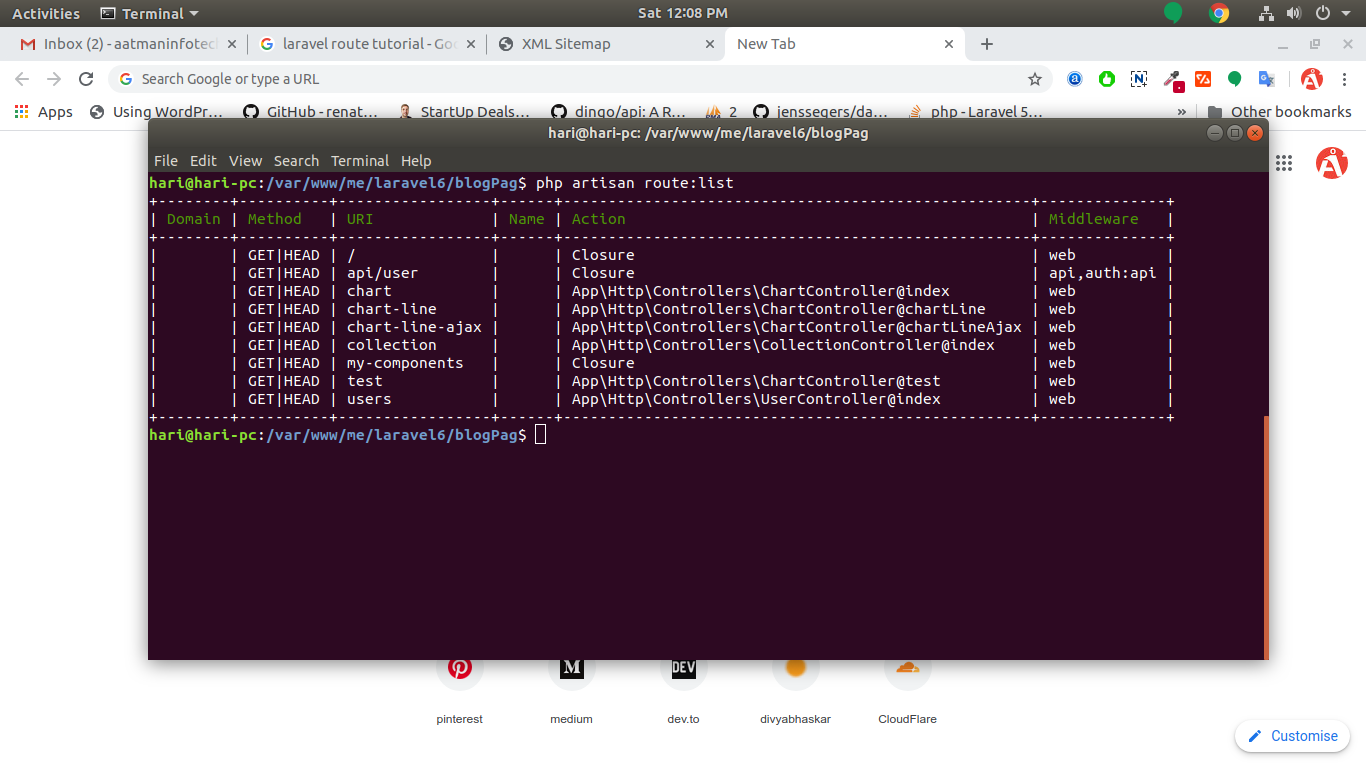 Activities Terminal Sat 12:08 PM
Inbox (2) - aatmaninfotec laravel route tutorial - Goo XML Sitemap New Tab
Search Google or type a URL
Apps Using WordPr... GitHub - renat... StartUp Deals... dingo/api: A R... 2 jenssegers/da... php - Laravel 5... » Other bookmarks
hari@hari-pc: /var/www/me/laravel6/blogPag
File Edit View Search Terminal Help
hari@hari-pc:/var/www/me/laravel6/blogPag$ php artisan route:list
+--------+----------+-----------------+------+----------------------------------------------------+--------------+
| Domain | Method   | URI             | Name | Action                                             | Middleware   |
+--------+----------+-----------------+------+----------------------------------------------------+--------------+
|        | GET|HEAD | /               |      | Closure                                            | web          |
|        | GET|HEAD | api/user        |      | Closure                                            | api,auth:api |
|        | GET|HEAD | chart           |      | App\Http\Controllers\ChartController@index         | web          |
|        | GET|HEAD | chart-line      |      | App\Http\Controllers\ChartController@chartLine     | web          |
|        | GET|HEAD | chart-line-ajax |      | App\Http\Controllers\ChartController@chartLineAjax | web          |
|        | GET|HEAD | collection      |      | App\Http\Controllers\CollectionController@index    | web          |
|        | GET|HEAD | my-components   |      | Closure                                            | web          |
|        | GET|HEAD | test            |      | App\Http\Controllers\ChartController@test          | web          |
|        | GET|HEAD | users           |      | App\Http\Controllers\UserController@index          | web          |
+--------+----------+-----------------+------+----------------------------------------------------+--------------+
hari@hari-pc:/var/www/me/laravel6/blogPag$
M DEV
pinterest medium dev.to divyabhaskar CloudFlare
Customise